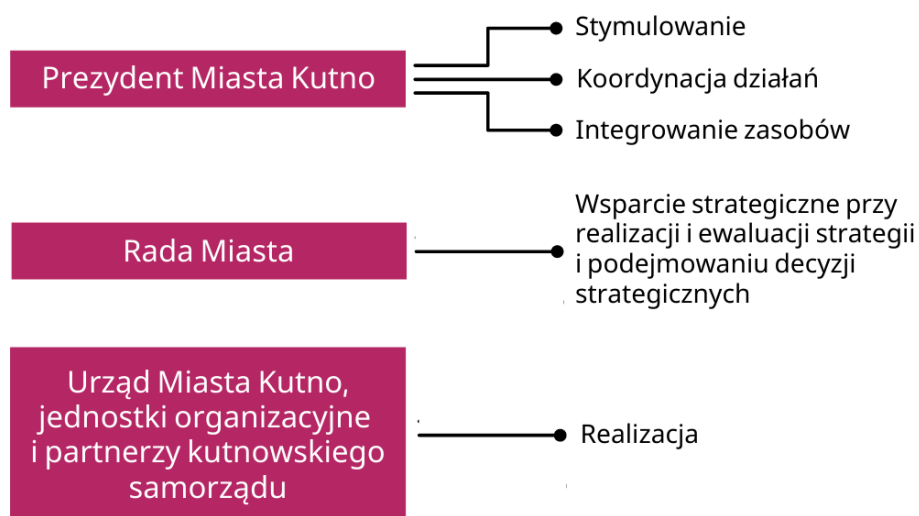 Prezydent Miasta Kutno
Stymulowanie
Koordynacja działań
Integrowanie zasobów
Rada Miasta
Wsparcie strategiczne przy
realizacji i ewaluacji strategii
i podejmowaniu decyzji
strategicznych
Urząd Miasta Kutno,
jednostki organizacyjne
i partnerzy kutnowskiego
samorządu
Realizacja